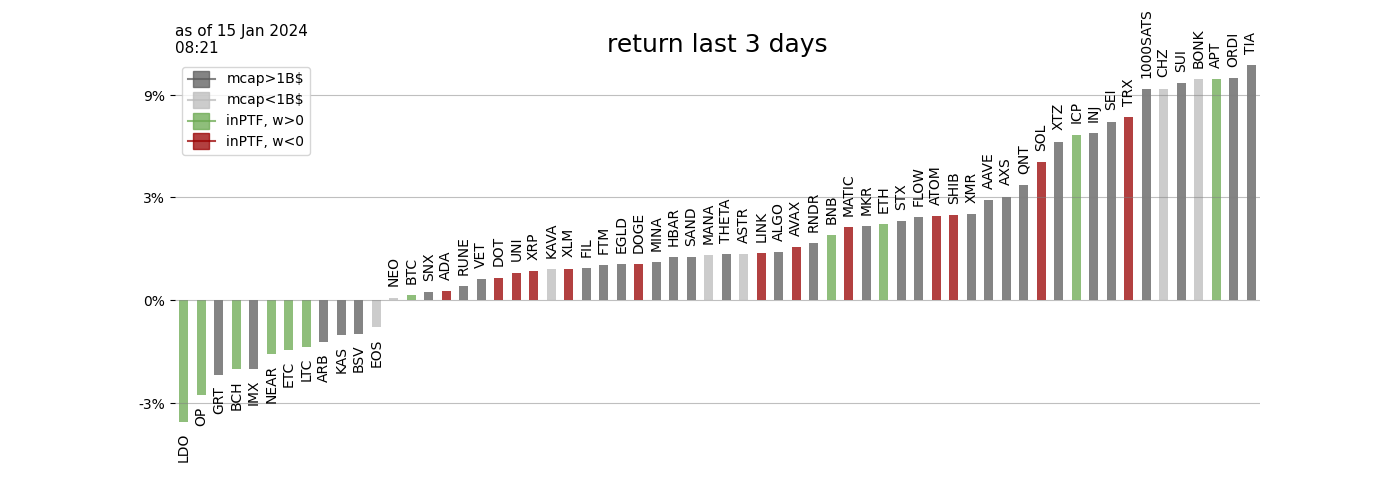 as of 15 Jan 2024
08:21
return last 3 days
mcap>1B$
mcap<1B$
inPTF, w>0
inPTF, w<0
9%
3%
0%
-3%
LDO
OP
GRT
BCH
IMX
NEAR
ETC
LTC
ARB
KAS
BSV
EOS
NEO
BTC
SNX
ADA
RUNE
VET
DOT
UNI
XRP
KAVA
XLM
FIL
FTM
EGLD
DOGE
MINA
HBAR
SAND
MANA
THETA
ASTR
LINK
ALGO
AVAX
RNDR
BNB
MATIC
MKR
ETH
STX
FLOW
ATOM
SHIB
XMR
AAVE
AXS
QNT
SOL
XTZ
ICP
INJ
SEI
TRX
1000SATS
CHZ
SUI
BONK
APT
ORDI
TIA